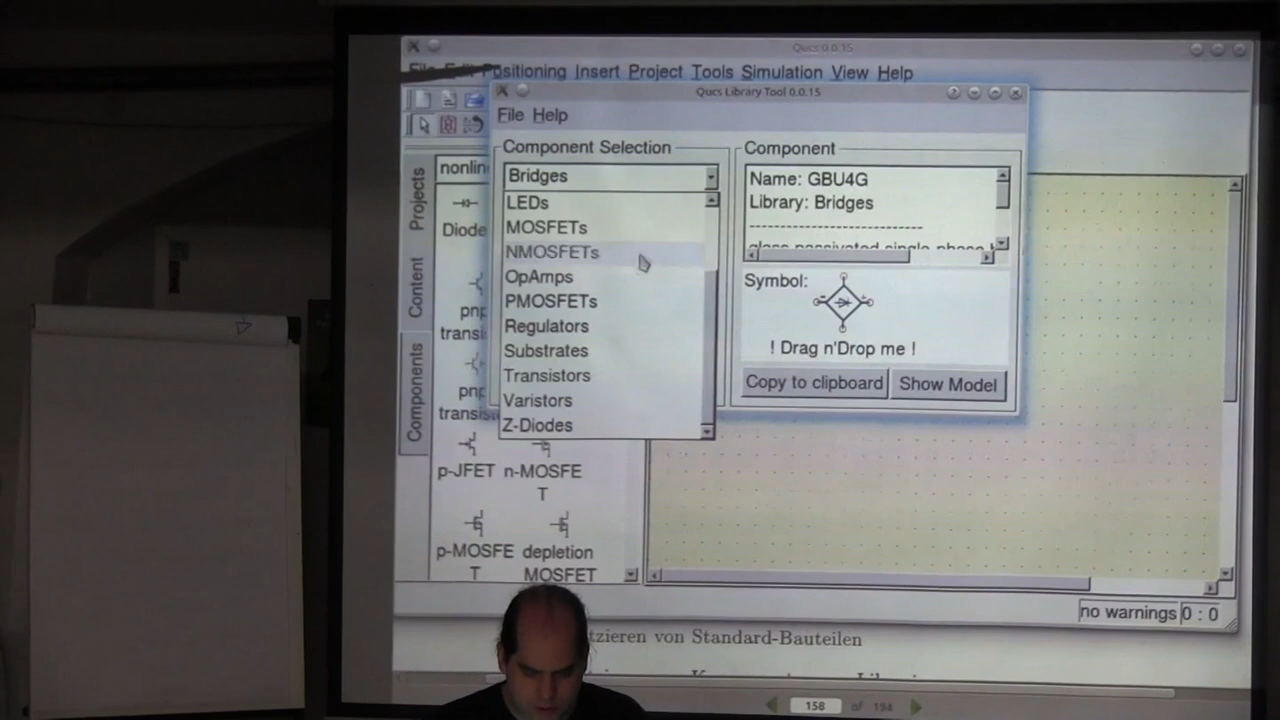 Qucs 0.0.15
File Edit Positioning Insert Project Tools Simulation View Help
Qucs Library Tool 0.0.15
File Help
Component Selection
Bridges
LEDs
MOSFETs
NMOSFETs
OpAmps
PMOSFETs
Regulators
Substrates
Transistors
Varistors
Z-Diodes
Component
Name: GBU4G
Library: Bridges
----------------------------
Symbol:
! Drag n'Drop me !
Copy to clipboard
Show Model
Projects
Content
Components
nonlin
Diode
pnp
transi
pnp
transis
p-JFET n-MOSFE
T
p-MOSFE depletion
T MOSFET
no warnings 0 : 0
tzieren von Standard-Bauteilen
158 of 194